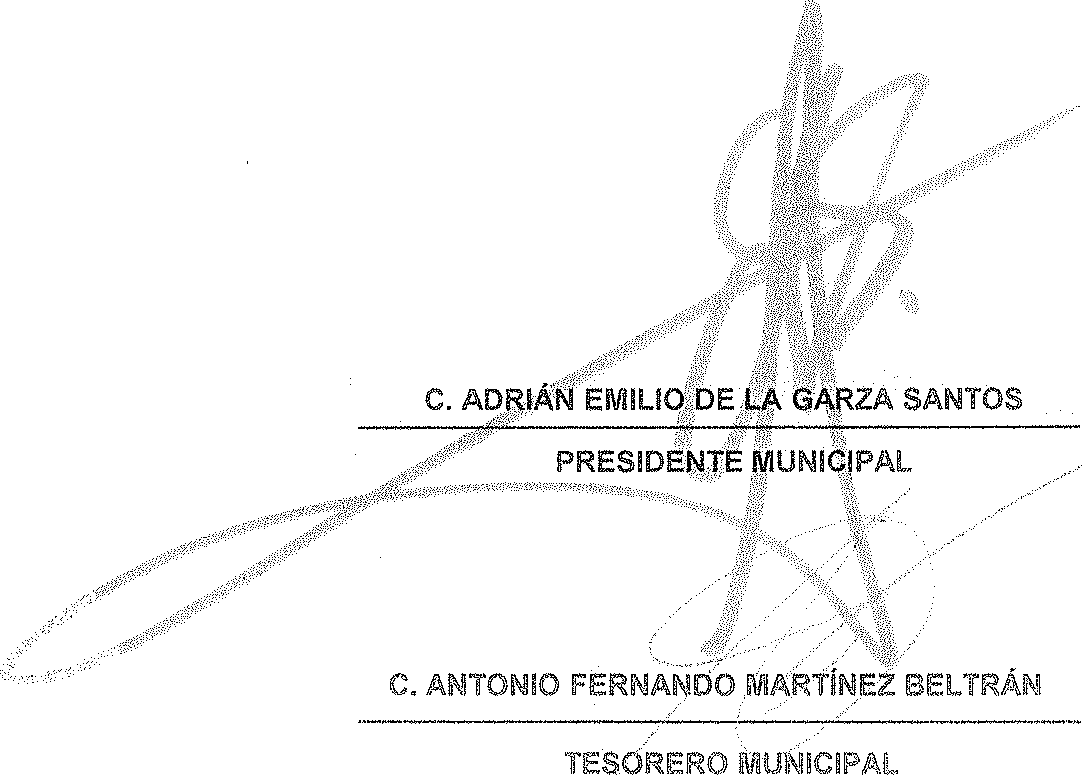 C. ADRIÁN EMILIO DE LA GARZA SANTOS
PRESIDENTE MUNICIPAL
C. ANTONIO FERNANDO MARTÍNEZ BELTRÁN
TESORERO MUNICIPAL